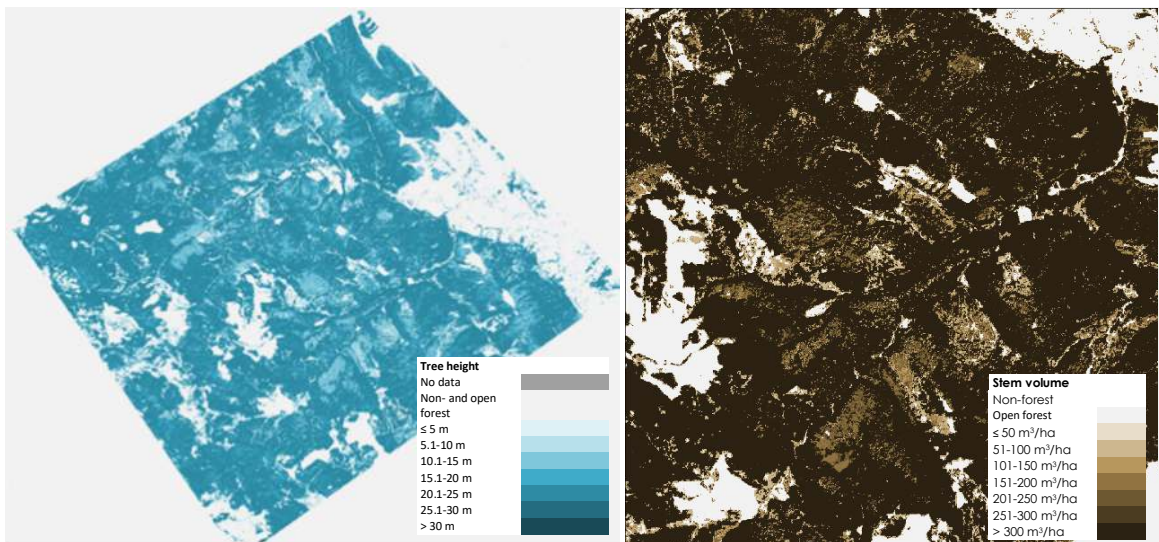 Tree height
No data
Non- and open
forest
≤ 5 m
5.1-10 m
10.1-15 m
15.1-20 m
20.1-25 m
25.1-30 m
> 30 m
Stem volume
Non-forest
Open forest
≤ 50 m³/ha
51-100 m³/ha
101-150 m³/ha
151-200 m³/ha
201-250 m³/ha
251-300 m³/ha
> 300 m³/ha